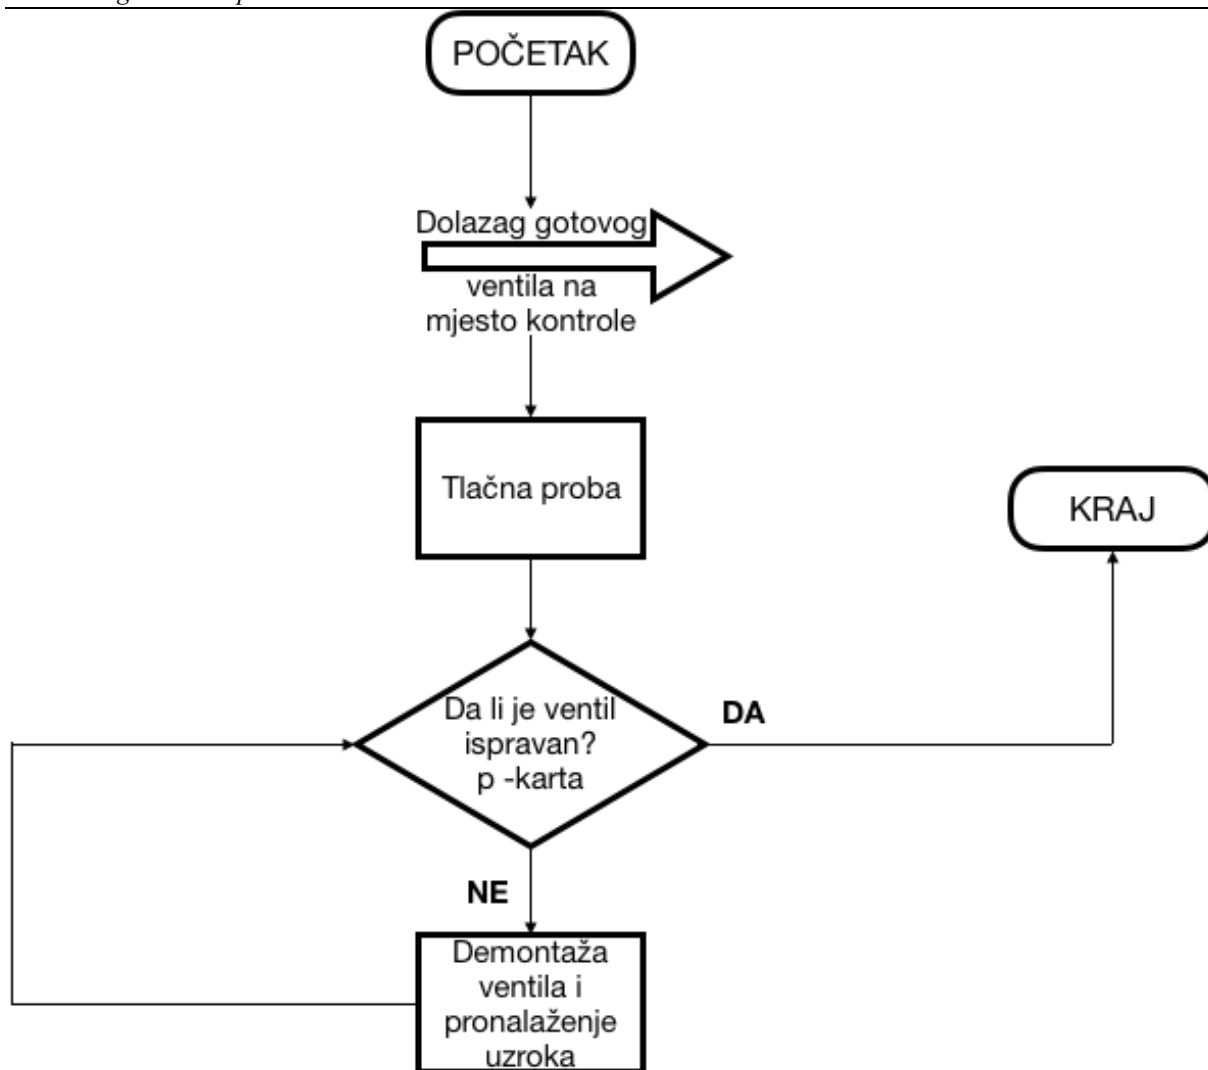 POČETAK
Dolazag gotovog
ventila na
mjesto kontrole
Tlačna proba
KRAJ
Da li je ventil
ispravan?
p -karta
DA
NE
Demontaža
ventila i
pronalaženje
uzroka